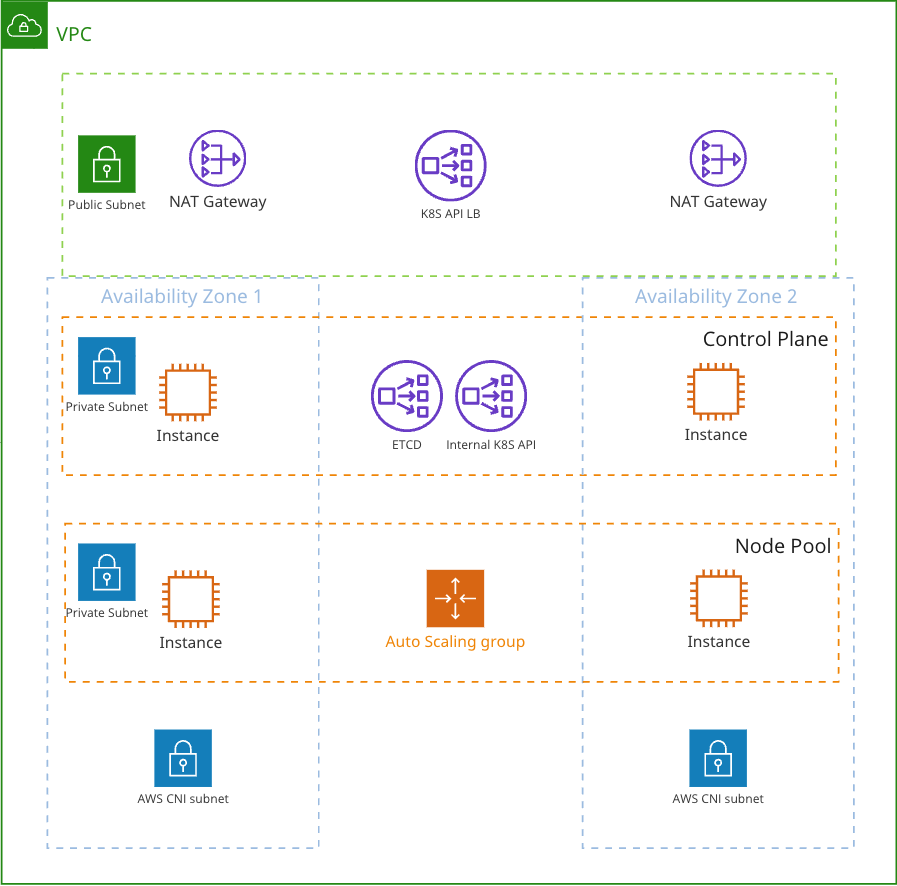 VPC
Public Subnet
NAT Gateway
K8S API LB
NAT Gateway
Availability Zone 1
Availability Zone 2
Control Plane
Private Subnet
Instance
ETCD
Internal K8S API
Instance
Node Pool
Private Subnet
Instance
Auto Scaling group
Instance
AWS CNI subnet
AWS CNI subnet